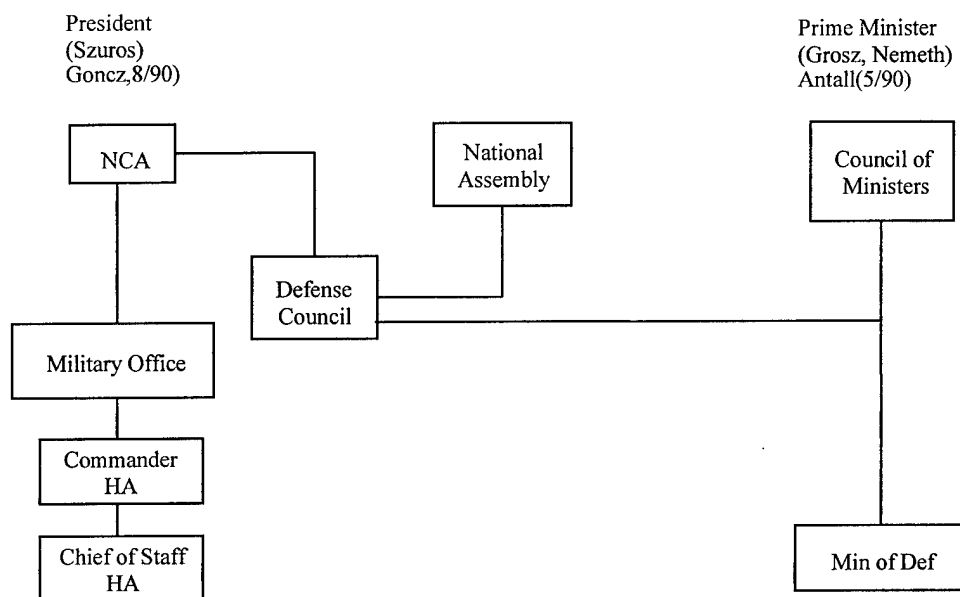 President
(Szuros)
Goncz,8/90)
Prime Minister
(Grosz, Nemeth)
Antall(5/90)
NCA
National
Assembly
Council of
Ministers
Defense
Council
Military Office
Commander
HA
Chief of Staff
HA
Min of Def